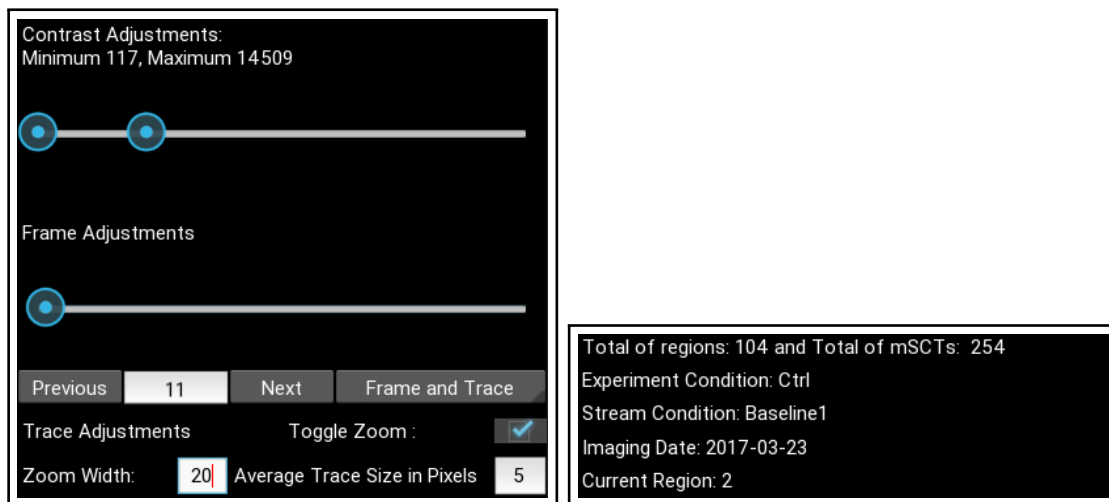 Contrast Adjustments:
Minimum 117, Maximum 14509
Frame Adjustments
Previous 11 Next Frame and Trace
Trace Adjustments Toggle Zoom :
Zoom Width: 20 Average Trace Size in Pixels 5
Total of regions: 104 and Total of mSCTs: 254
Experiment Condition: Ctrl
Stream Condition: Baseline1
Imaging Date: 2017-03-23
Current Region: 2